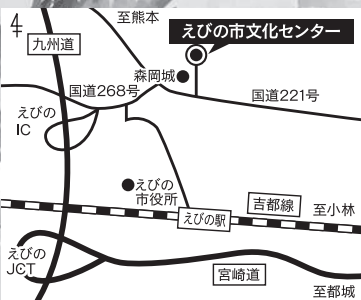 至熊本
えびの市文化センター
九州道
森岡城
国道268号
国道221号
えびの
IC
えびの
市役所
えびの駅
吉都線
至小林
えびの
JCT
宮崎道
至都城